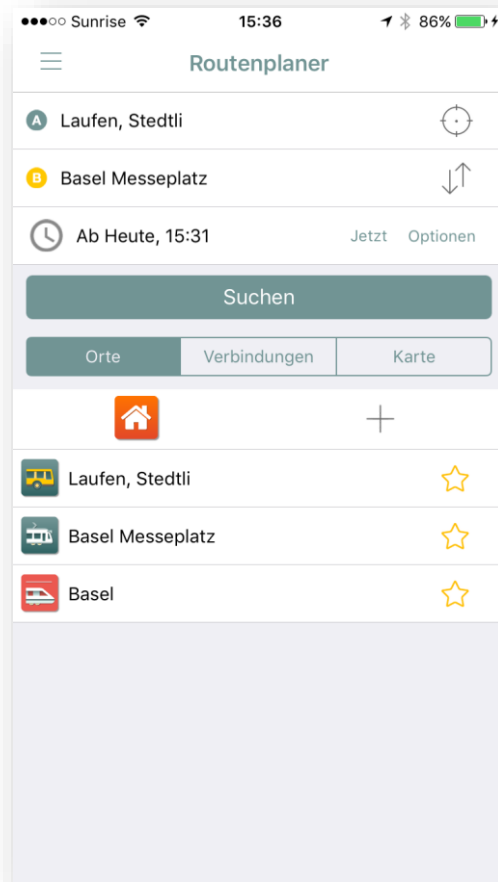 Sunrise 15:36 86%
Routenplaner
A Laufen, Stedtli
B Basel Messeplatz
Ab Heute, 15:31 Jetzt Optionen
Suchen
Orte Verbindungen Karte
Laufen, Stedtli
Basel Messeplatz
Basel